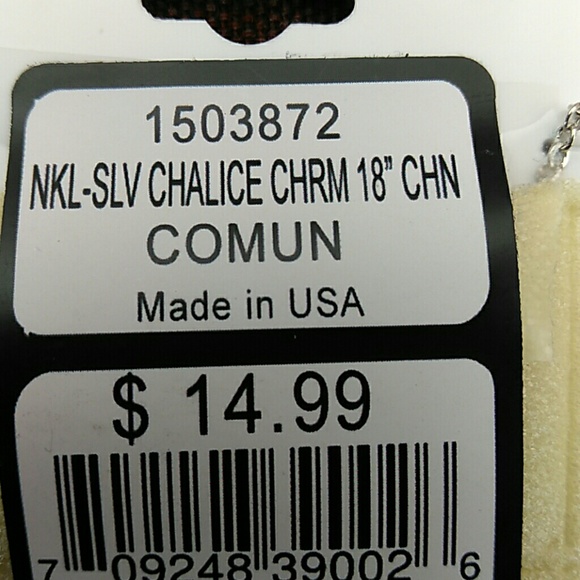 1503872
NKL-SLV CHALICE CHRM 18" CHN
COMUN
Made in USA
$ 14.99
7 09248 39002 6